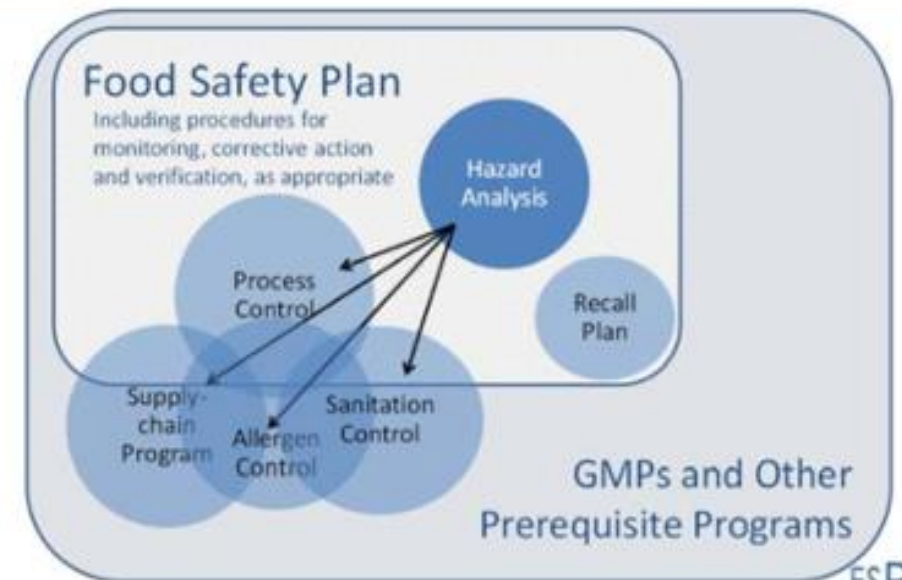 Food Safety Plan
Including procedures for
monitoring, corrective action
and verification, as appropriate
Hazard
Analysis
Process
Control
Recall
Plan
Supply-
chain
Program
Allergen
Control
Sanitation
Control
GMPs and Other
Prerequisite Programs